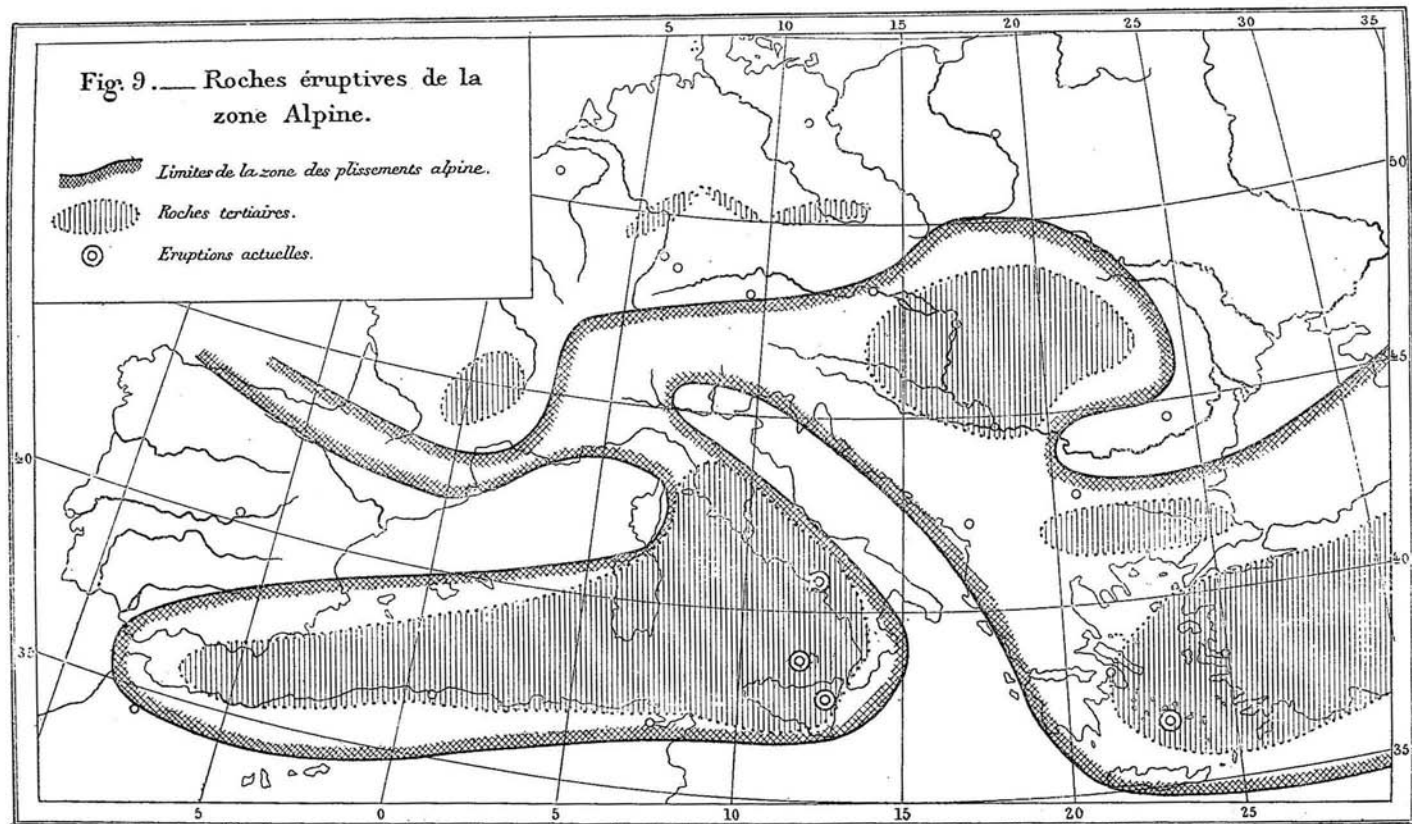 5 10 15 20 25 30 35
Fig. 9.__ Roches éruptives de la
zone Alpine.
Limites de la zone des plissements alpine.
Roches tertiaires.
Eruptions actuelles.
50
45
40
40
35
35
5 0 5 10 15 20 25